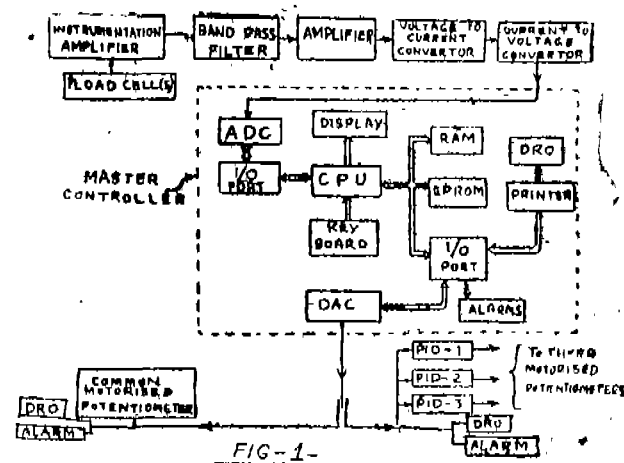 INSTRUMENTATION
AMPLIFIER
BAND PASS
FILTER
AMPLIFIER
VOLTAGE TO
CURRENT
CONVERTOR
CURRENT TO
VOLTAGE
CONVERTOR
LOAD CELL(S)
ADC
DISPLAY
RAM
DRO
MASTER
CONTROLLER
I/O
PORT
CPU
EPROM
PRINTER
KEY
BOARD
I/O
PORT
DAC
ALARMS
COMMON
MOTORISED
POTENTIOMETER
DRO
ALARM
PID-1
PID-2
PID-3
TO THREE
MOTORISED
POTENTIOMETERS
DRO
ALARM
FIG-1-